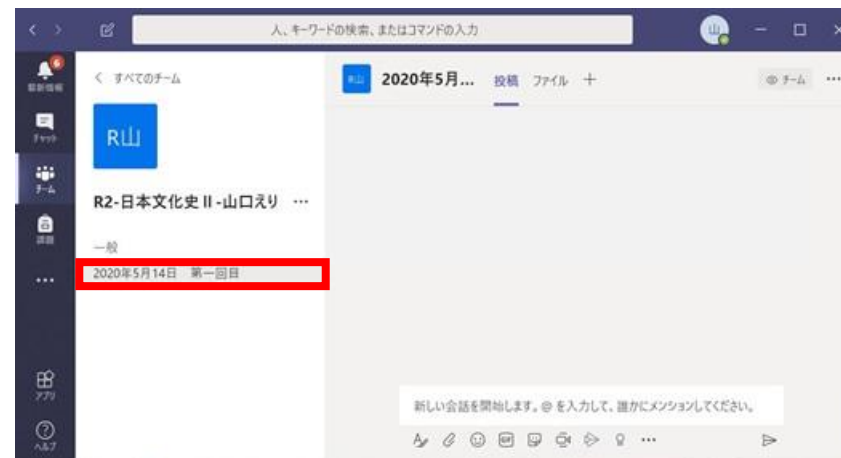 人、キーワードの検索、またはコマンドの入力
山
6
最新情報
チャット
チーム
課題
アプリ
ヘルプ
すべてのチーム
R山
R2-日本文化史Ⅱ-山口えり …
一般
2020年5月14日　第一回目
R山 2020年5月... 投稿 ファイル ＋
チーム …
新しい会話を開始します。@ を入力して、誰かにメンションしてください。
GIF